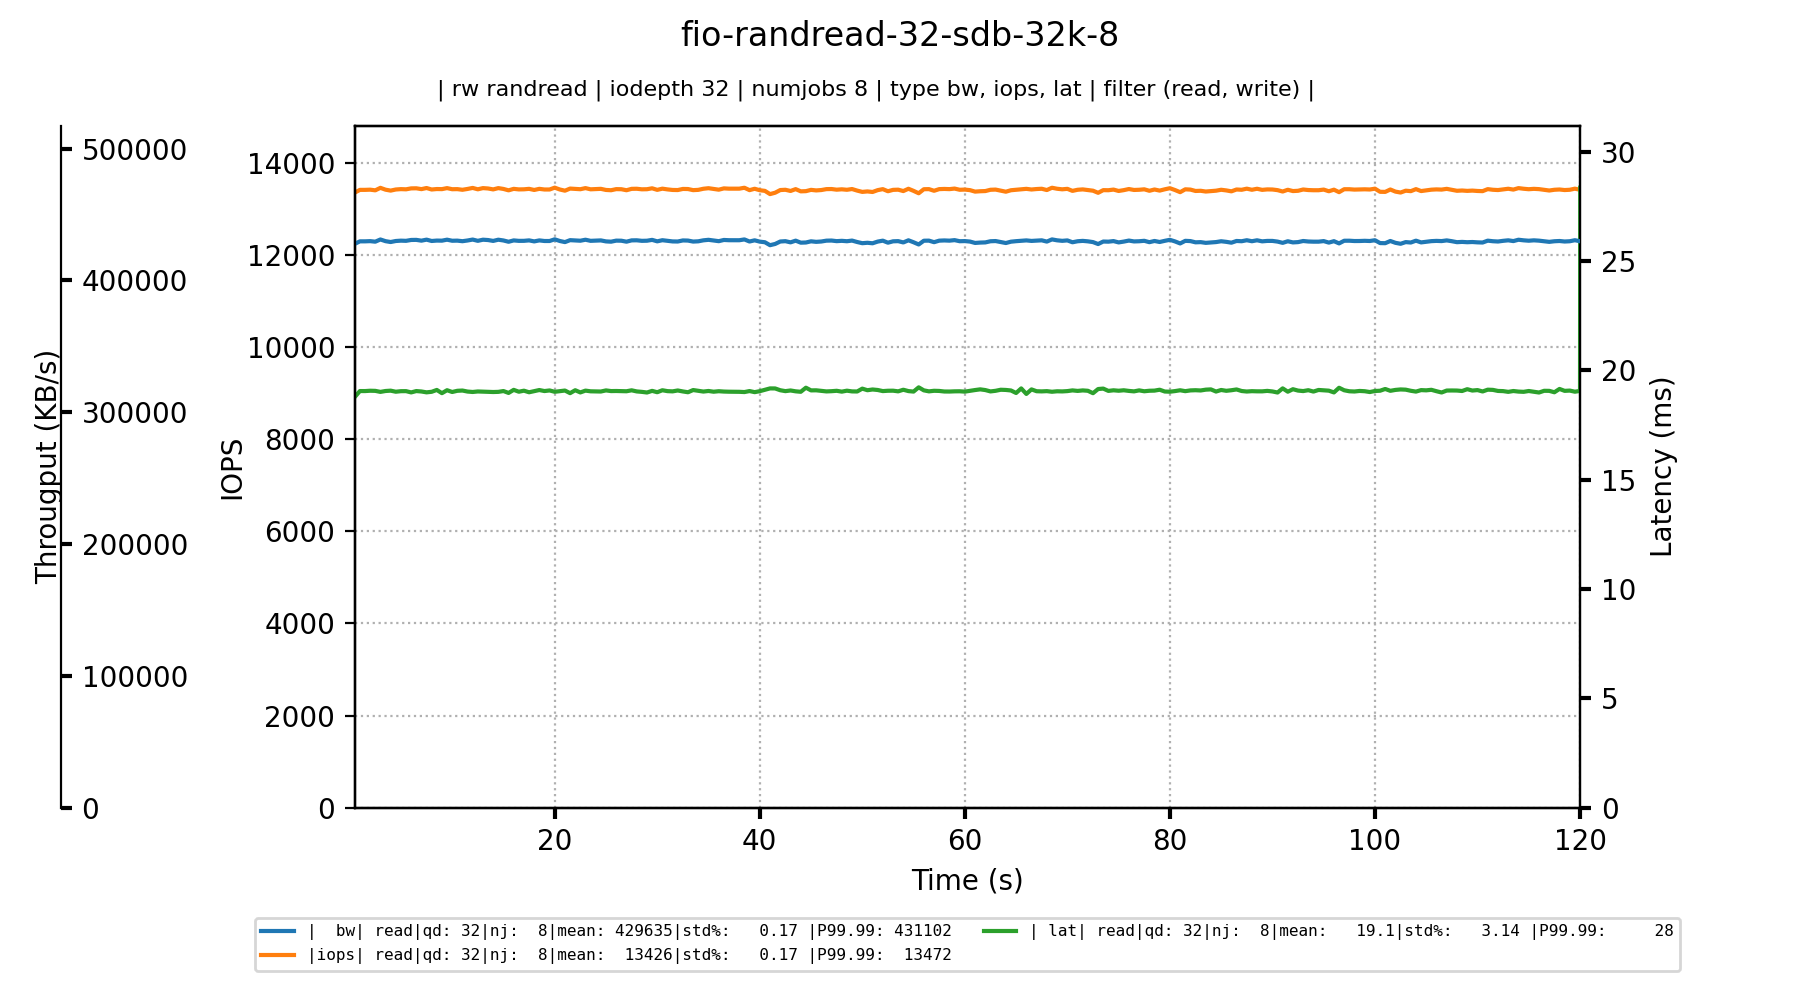 fio-randread-32-sdb-32k-8
| rw randread | iodepth 32 | numjobs 8 | type bw, iops, lat | filter (read, write) |
Througput (KB/s)
500000
400000
300000
200000
100000
0
IOPS
14000
12000
10000
8000
6000
4000
2000
0
30
25
20
15
10
5
0
Latency (ms)
20 40 60 80 100 120
Time (s)
|  bw| read|qd: 32|nj:  8|mean: 429635|std%:   0.17 |P99.99: 431102
|iops| read|qd: 32|nj:  8|mean:  13426|std%:   0.17 |P99.99:  13472
| lat| read|qd: 32|nj:  8|mean:   19.1|std%:   3.14 |P99.99:     28